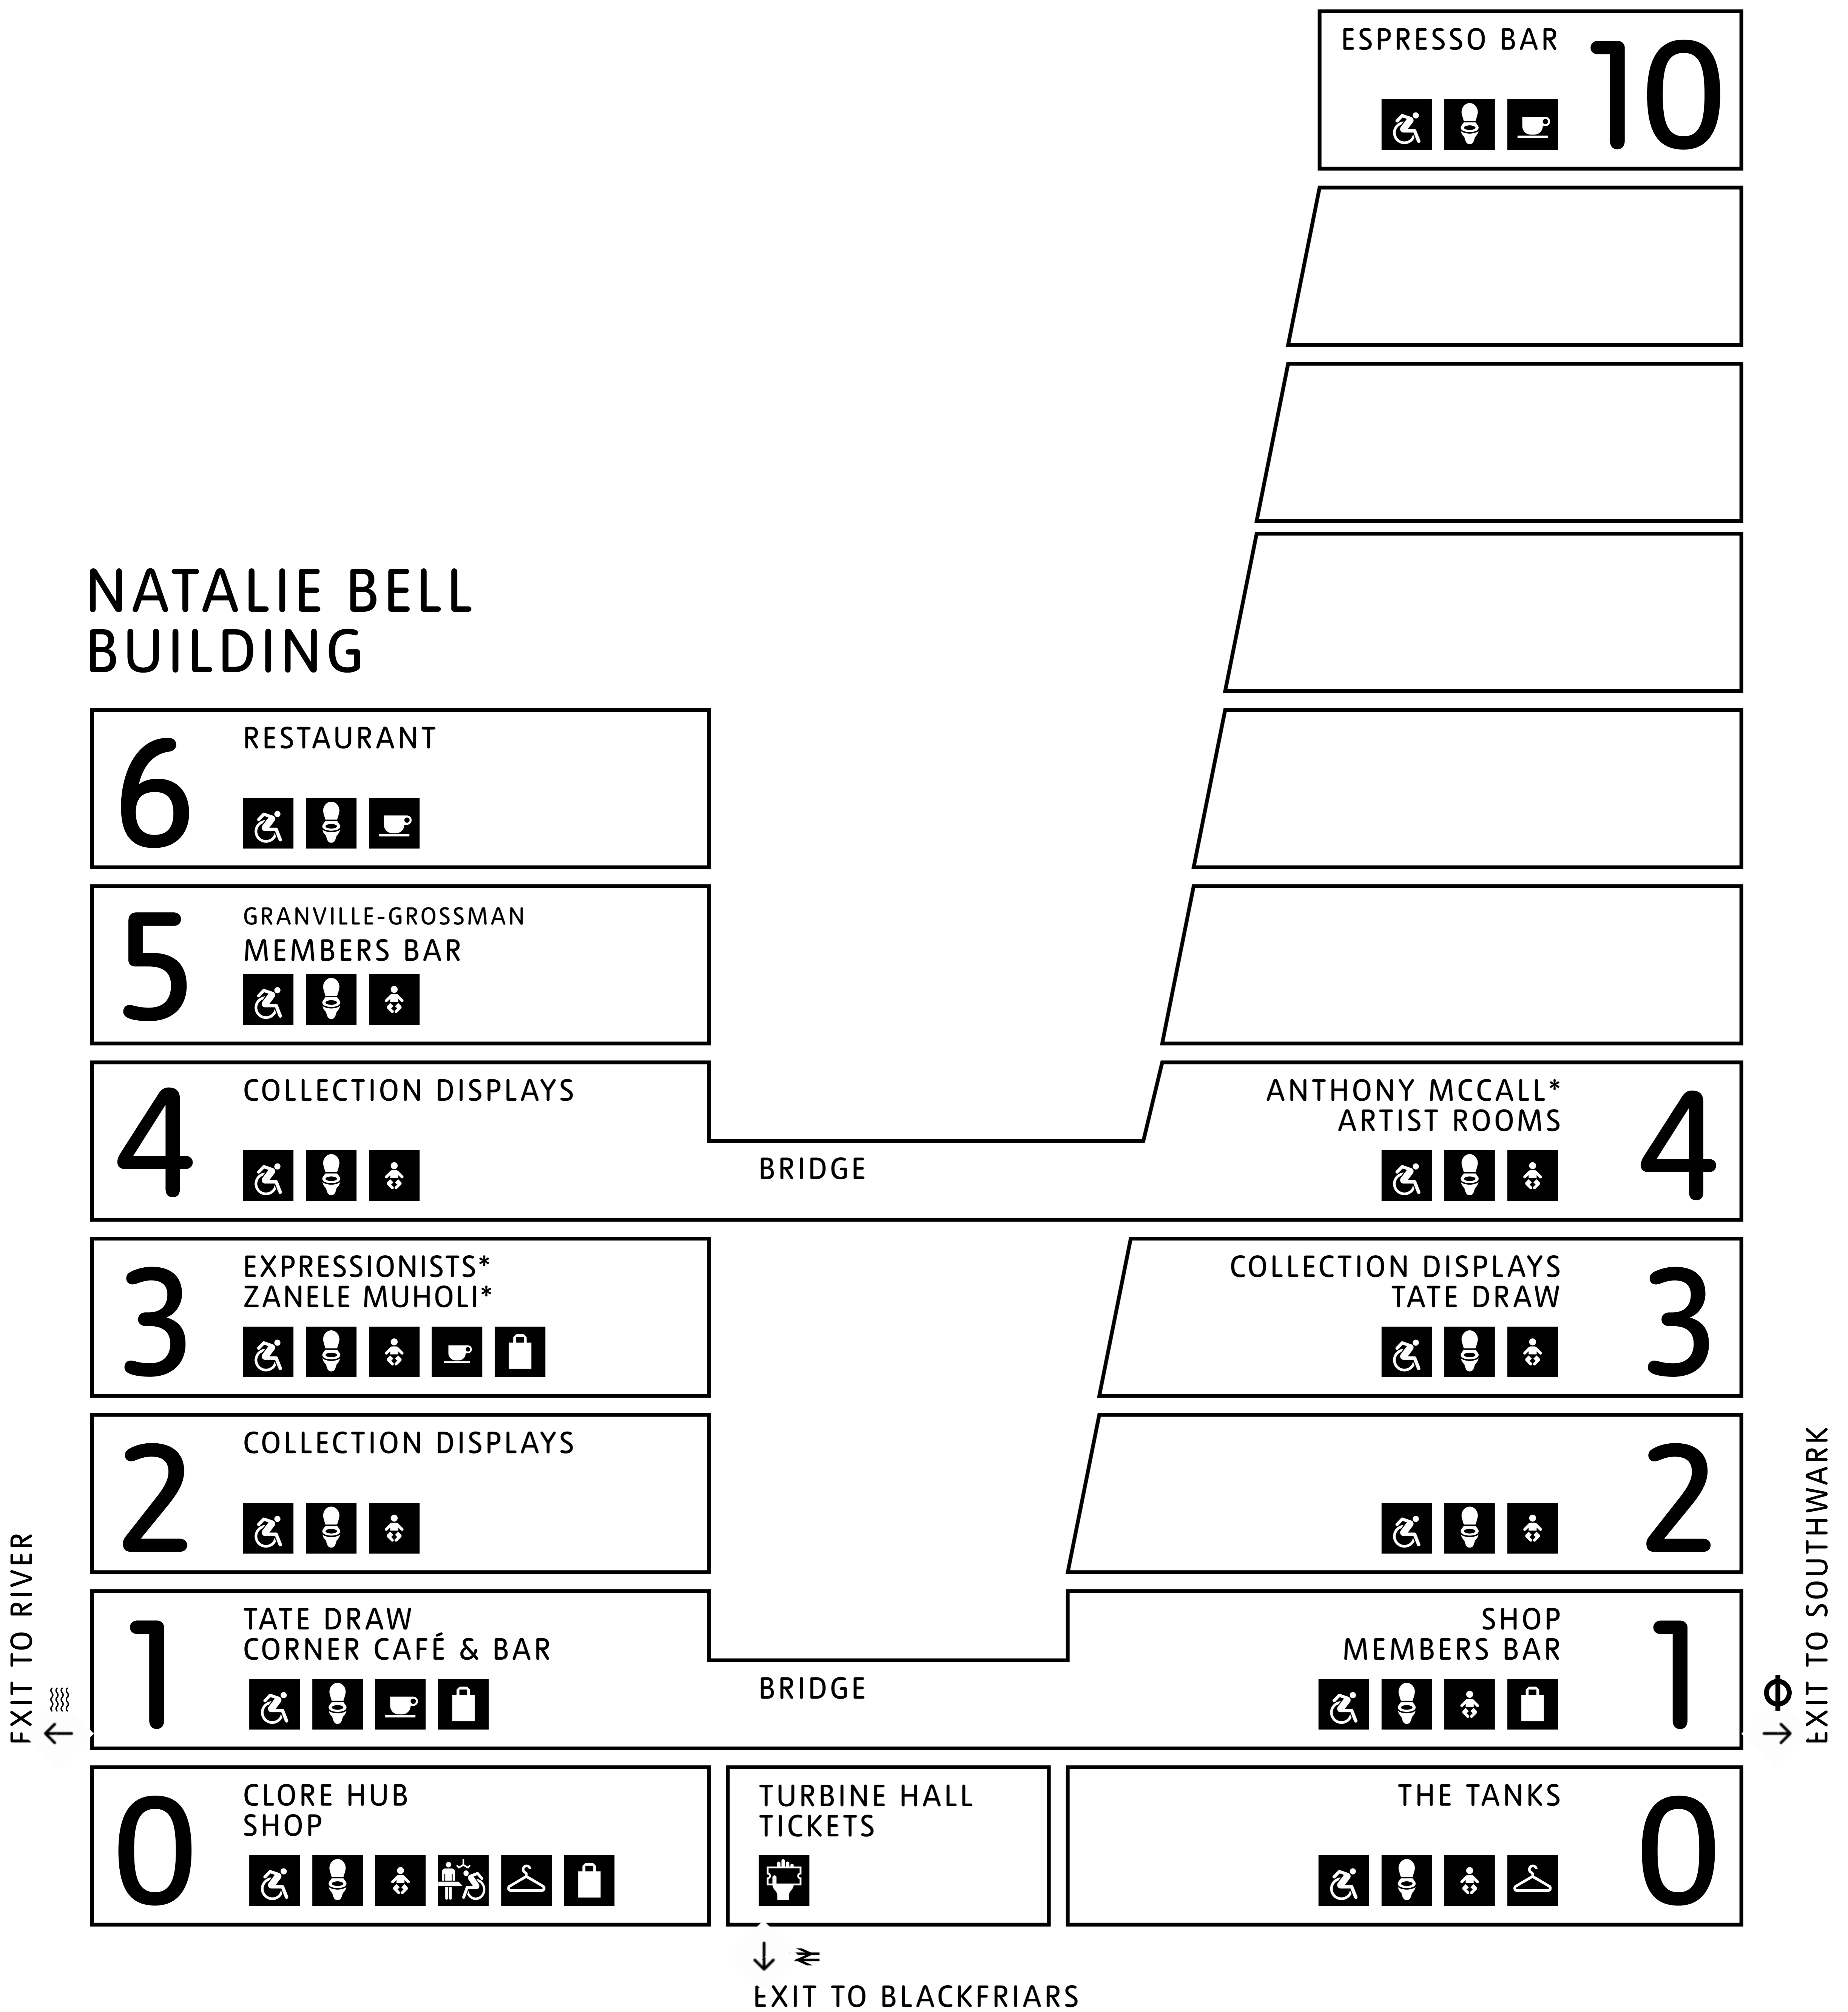 ESPRESSO BAR
10
NATALIE BELL
BUILDING
6
RESTAURANT
5
GRANVILLE-GROSSMAN
MEMBERS BAR
4
COLLECTION DISPLAYS
BRIDGE
ANTHONY MCCALL*
ARTIST ROOMS
4
3
EXPRESSIONISTS*
ZANELE MUHOLI*
COLLECTION DISPLAYS
TATE DRAW
3
2
COLLECTION DISPLAYS
2
1
TATE DRAW
CORNER CAFÉ & BAR
BRIDGE
SHOP
MEMBERS BAR
1
0
CLORE HUB
SHOP
TURBINE HALL
TICKETS
THE TANKS
0
EXIT TO RIVER
EXIT TO SOUTHWARK
EXIT TO BLACKFRIARS